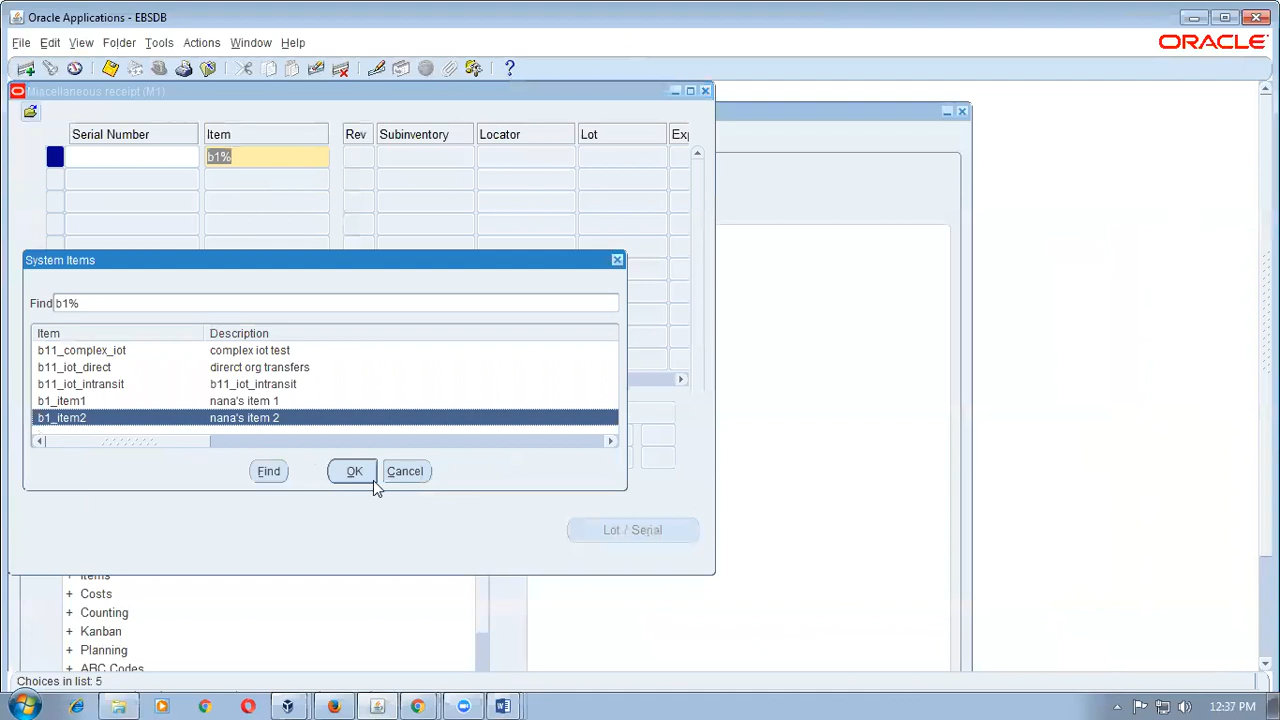 Oracle Applications - EBSDB
File Edit View Folder Tools Actions Window Help
ORACLE
Miscellaneous receipt (M1)
Serial Number Item Rev Subinventory Locator Lot Exp
b1%
System Items
Find b1%
Item Description
b11_complex_iot complex iot test
b11_iot_direct direrct org transfers
b11_iot_intransit b11_iot_intransit
b1_item1 nana's item 1
b1_item2 nana's item 2
Find OK Cancel
Lot / Serial
+ Items
+ Costs
+ Counting
+ Kanban
+ Planning
+ ABC Codes
Choices in list: 5
12:37 PM